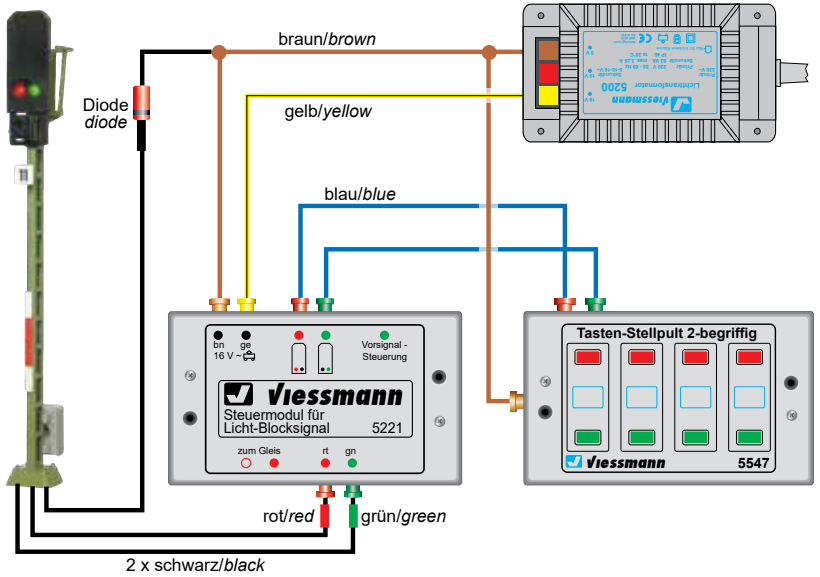 braun/brown
Diode
diode
gelb/yellow
blau/blue
Viessmann
5200
Lichttransformator
bn
ge
16 V ~
Vorsignal -
Steuerung
Viessmann
Steuermodul für
Licht-Blocksignal 5221
zum Gleis rt gn
Tasten-Stellpult 2-begriffig
Viessmann 5547
rot/red
grün/green
2 x schwarz/black